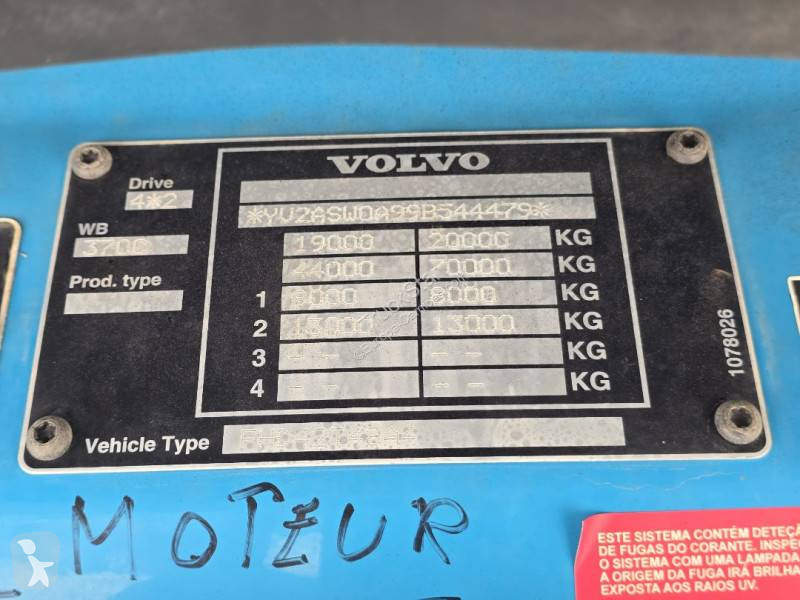 VOLVO
Drive
4*2
*YV2ASW0A99B544479*
WB
3700
19000 20000 KG
44000 70000 KG
Prod. type
1 8000 8000 KG
2 13000 13000 KG
3 -- -- KG
4 -- -- KG
1078026
Vehicle Type
MOTEUR
ESTE SISTEMA CONTÉM DETEÇ
DE FUGAS DO CORANTE. INSPÉ
O SISTEMA COM UMA LAMPADA
A ORIGEM DA FUGA IRÁ BRILHA
EXPOSTA AOS RAIOS UV.